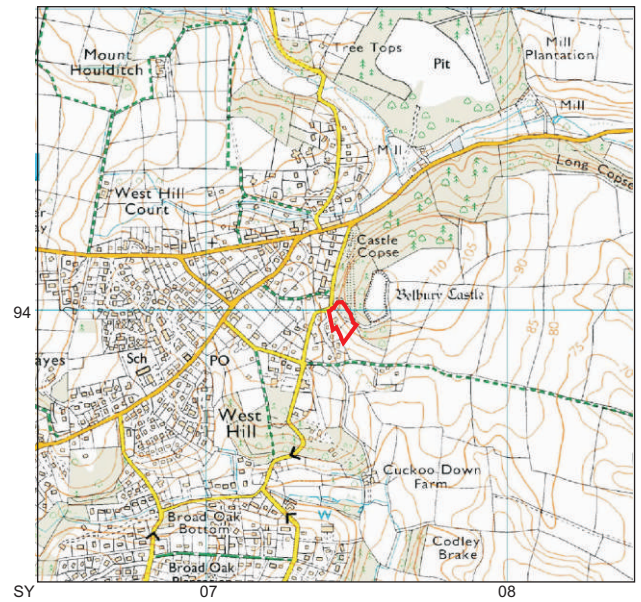 Mount
Houlditch
Tree Tops
Pit
Mill
Plantation
Mill
Mill
Long Copse
West Hill
Court
Castle
Copse
110
105
90
Belbury Castle
94
85
80
75
70
ayes
Sch
PO
West
Hill
Cuckoo Down
Farm
W
Broad Oak
Bottom
Codley
Brake
Broad Oak
SY
07
08